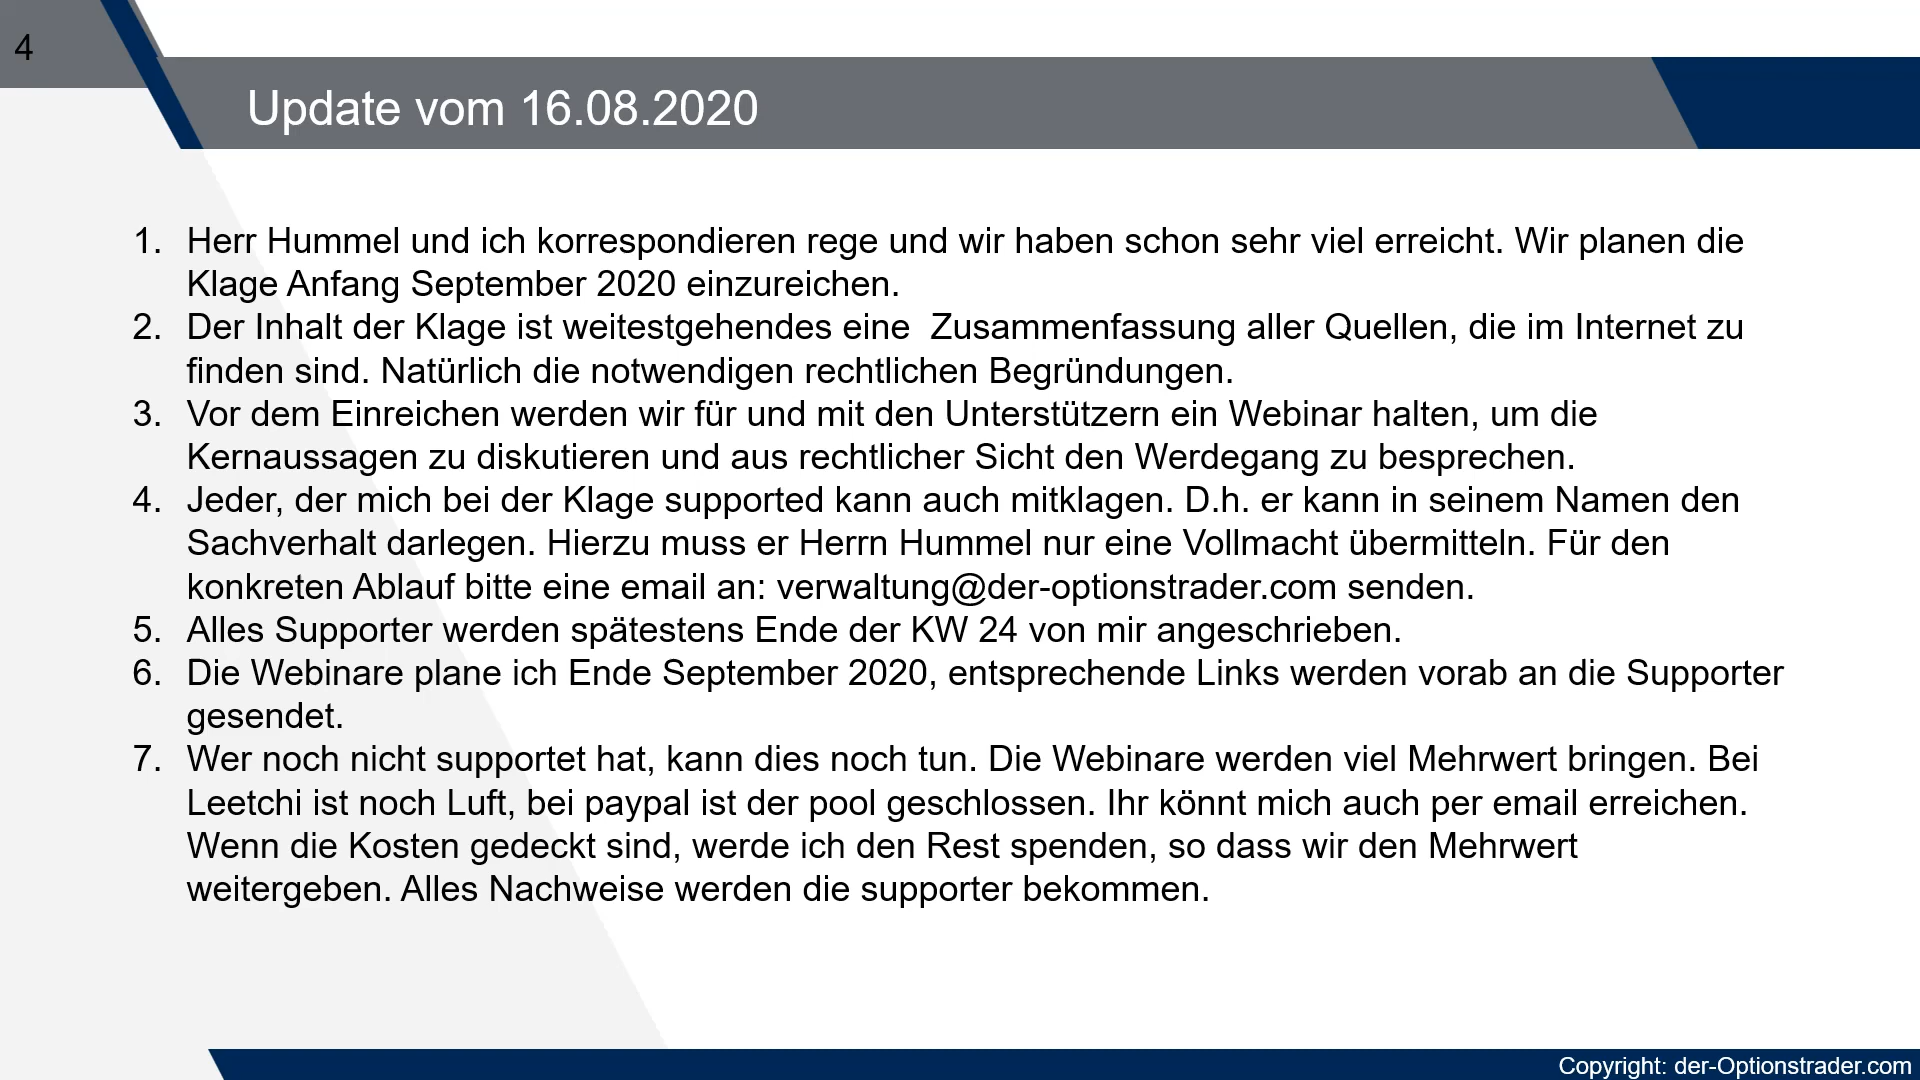 4
Update vom 16.08.2020
1. Herr Hummel und ich korrespondieren rege und wir haben schon sehr viel erreicht. Wir planen die
Klage Anfang September 2020 einzureichen.
2. Der Inhalt der Klage ist weitestgehendes eine  Zusammenfassung aller Quellen, die im Internet zu
finden sind. Natürlich die notwendigen rechtlichen Begründungen.
3. Vor dem Einreichen werden wir für und mit den Unterstützern ein Webinar halten, um die
Kernaussagen zu diskutieren und aus rechtlicher Sicht den Werdegang zu besprechen.
4. Jeder, der mich bei der Klage supported kann auch mitklagen. D.h. er kann in seinem Namen den
Sachverhalt darlegen. Hierzu muss er Herrn Hummel nur eine Vollmacht übermitteln. Für den
konkreten Ablauf bitte eine email an: verwaltung@der-optionstrader.com senden.
5. Alles Supporter werden spätestens Ende der KW 24 von mir angeschrieben.
6. Die Webinare plane ich Ende September 2020, entsprechende Links werden vorab an die Supporter
gesendet.
7. Wer noch nicht supportet hat, kann dies noch tun. Die Webinare werden viel Mehrwert bringen. Bei
Leetchi ist noch Luft, bei paypal ist der pool geschlossen. Ihr könnt mich auch per email erreichen.
Wenn die Kosten gedeckt sind, werde ich den Rest spenden, so dass wir den Mehrwert
weitergeben. Alles Nachweise werden die supporter bekommen.
Copyright: der-Optionstrader.com